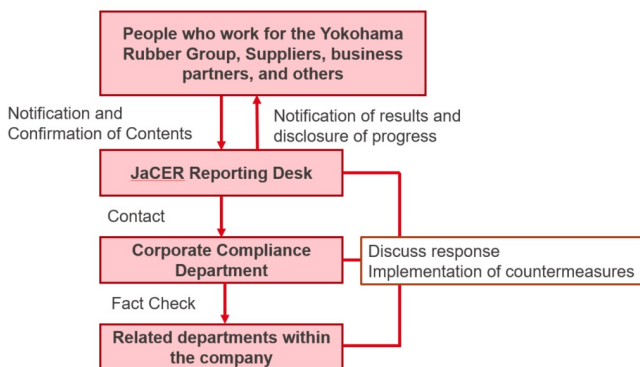 People who work for the Yokohama
Rubber Group, Suppliers, business
partners, and others
Notification and
Confirmation of Contents
Notification of results and
disclosure of progress
JaCER Reporting Desk
Contact
Corporate Compliance
Department
Discuss response
Implementation of countermeasures
Fact Check
Related departments within
the company